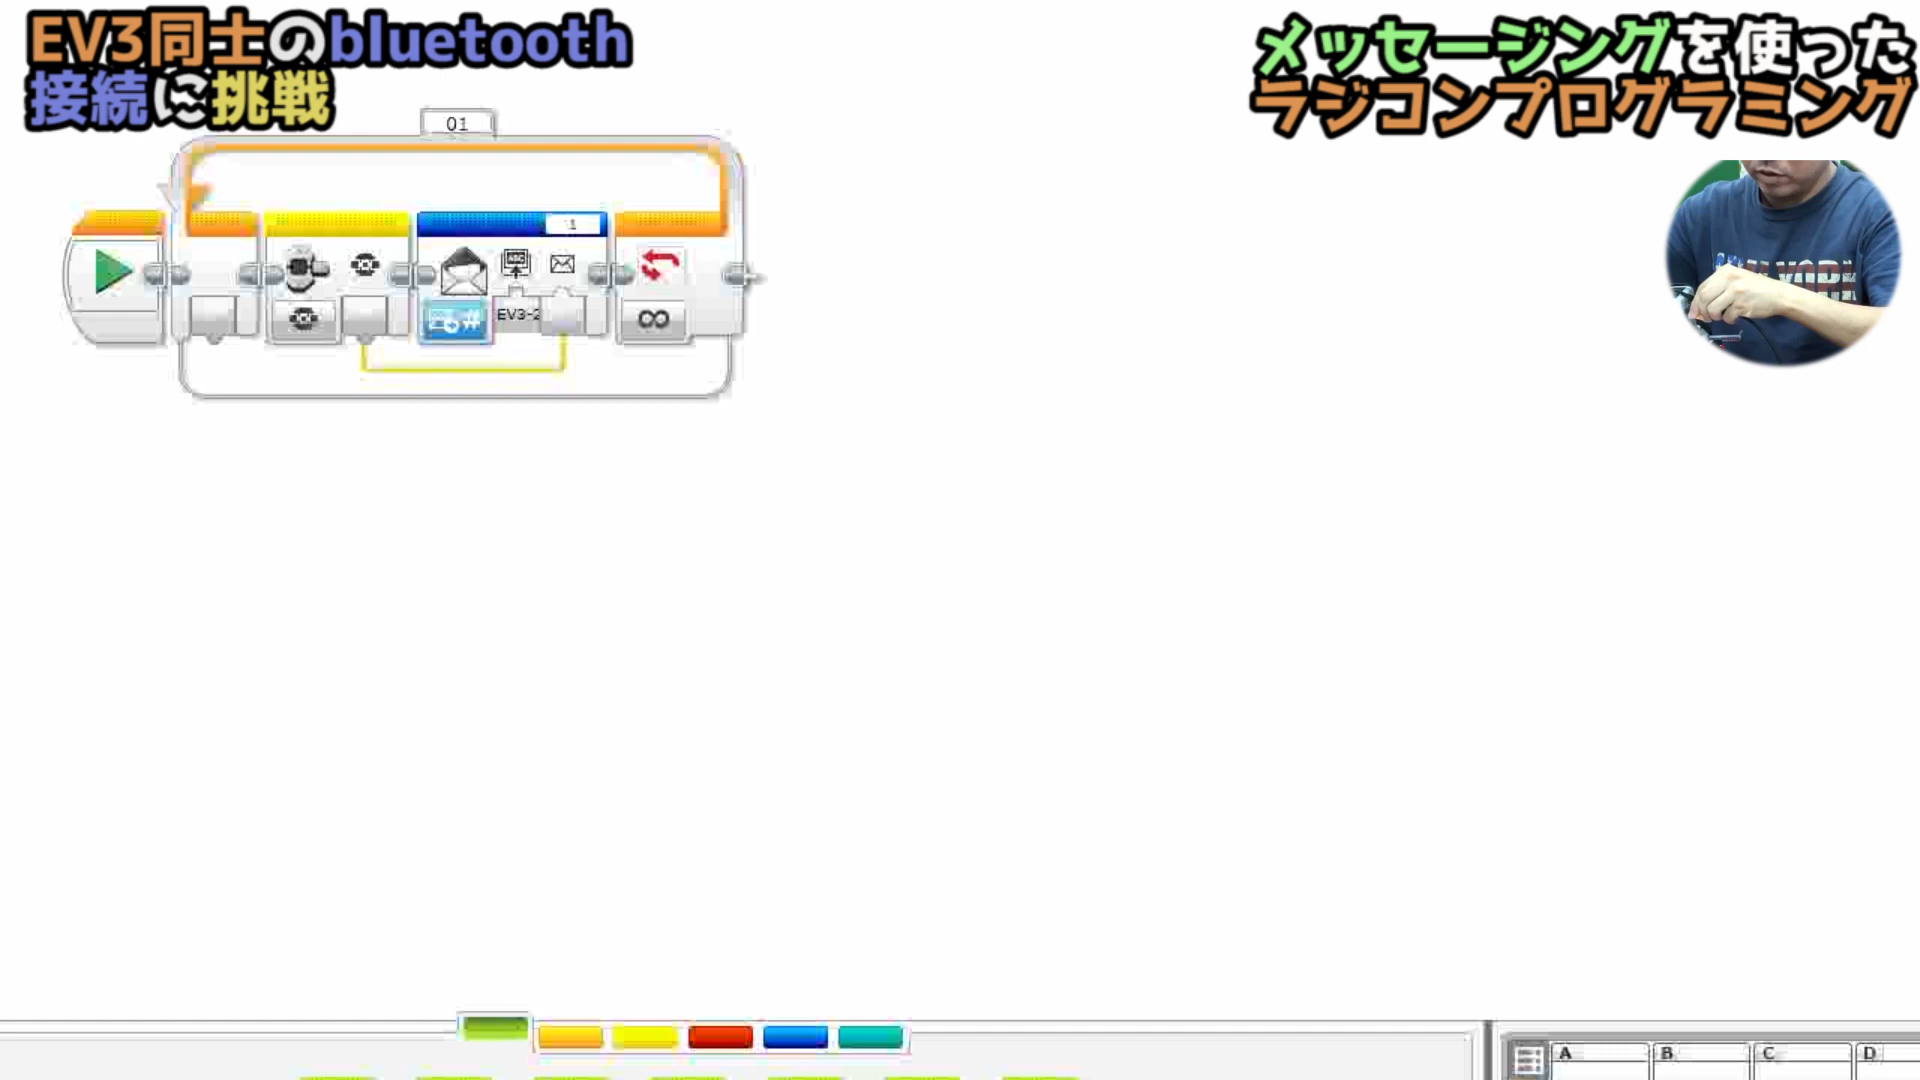 EV3同士のbluetooth
接続に挑戦
メッセージングを使った
ラジコンプログラミング
01
1
ABC
#
EV3-2
∞
A
B
C
D